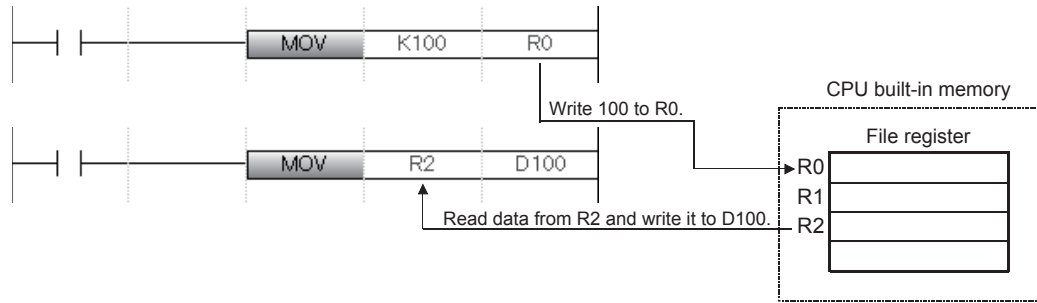 MOV K100 R0
Write 100 to R0.
CPU built-in memory
File register
R0
R1
R2
MOV R2 D100
Read data from R2 and write it to D100.